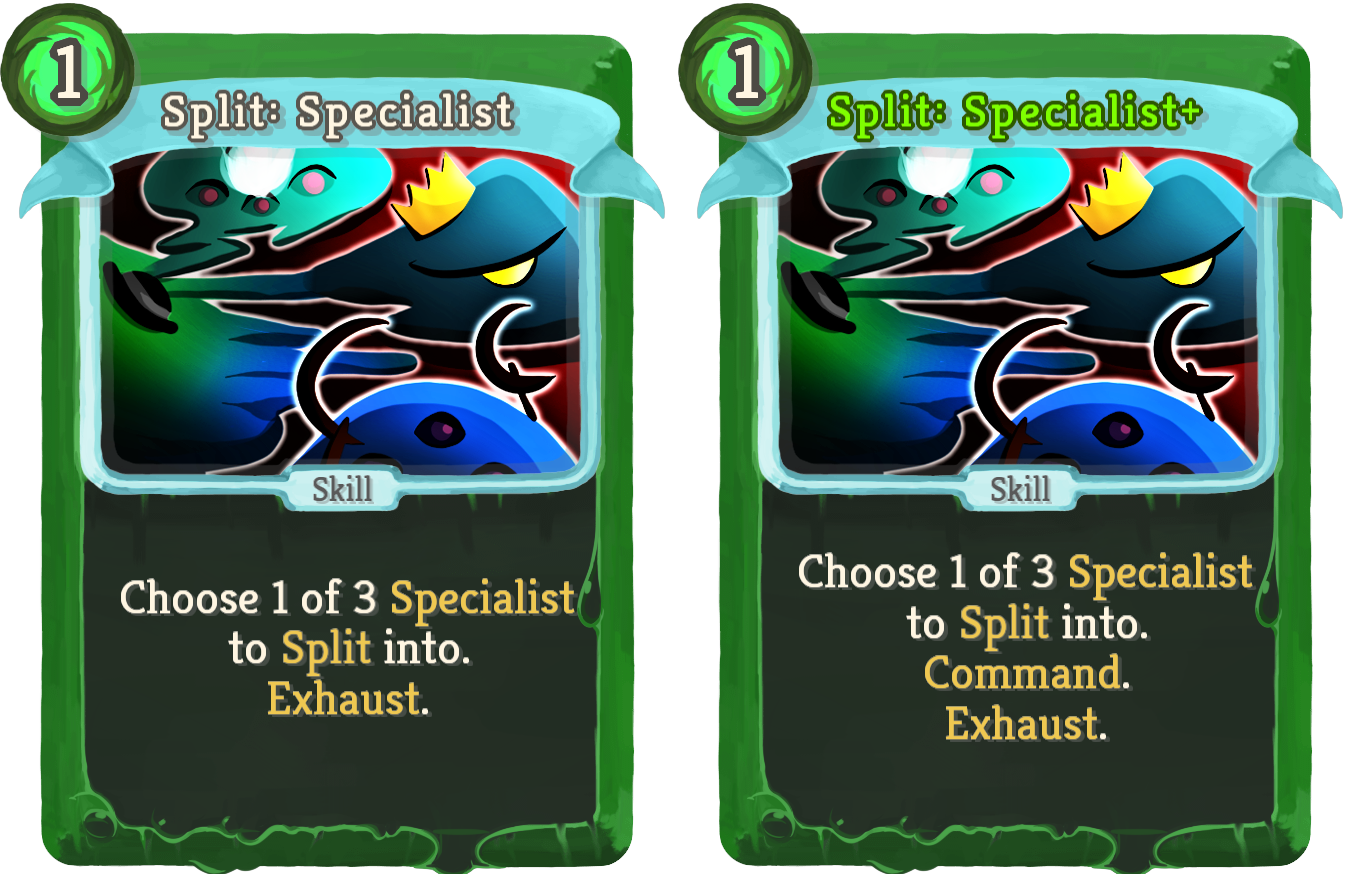 1
Split: Specialist
Skill
Choose 1 of 3 Specialist
to Split into.
Exhaust.
1
Split: Specialist+
Skill
Choose 1 of 3 Specialist
to Split into.
Command.
Exhaust.